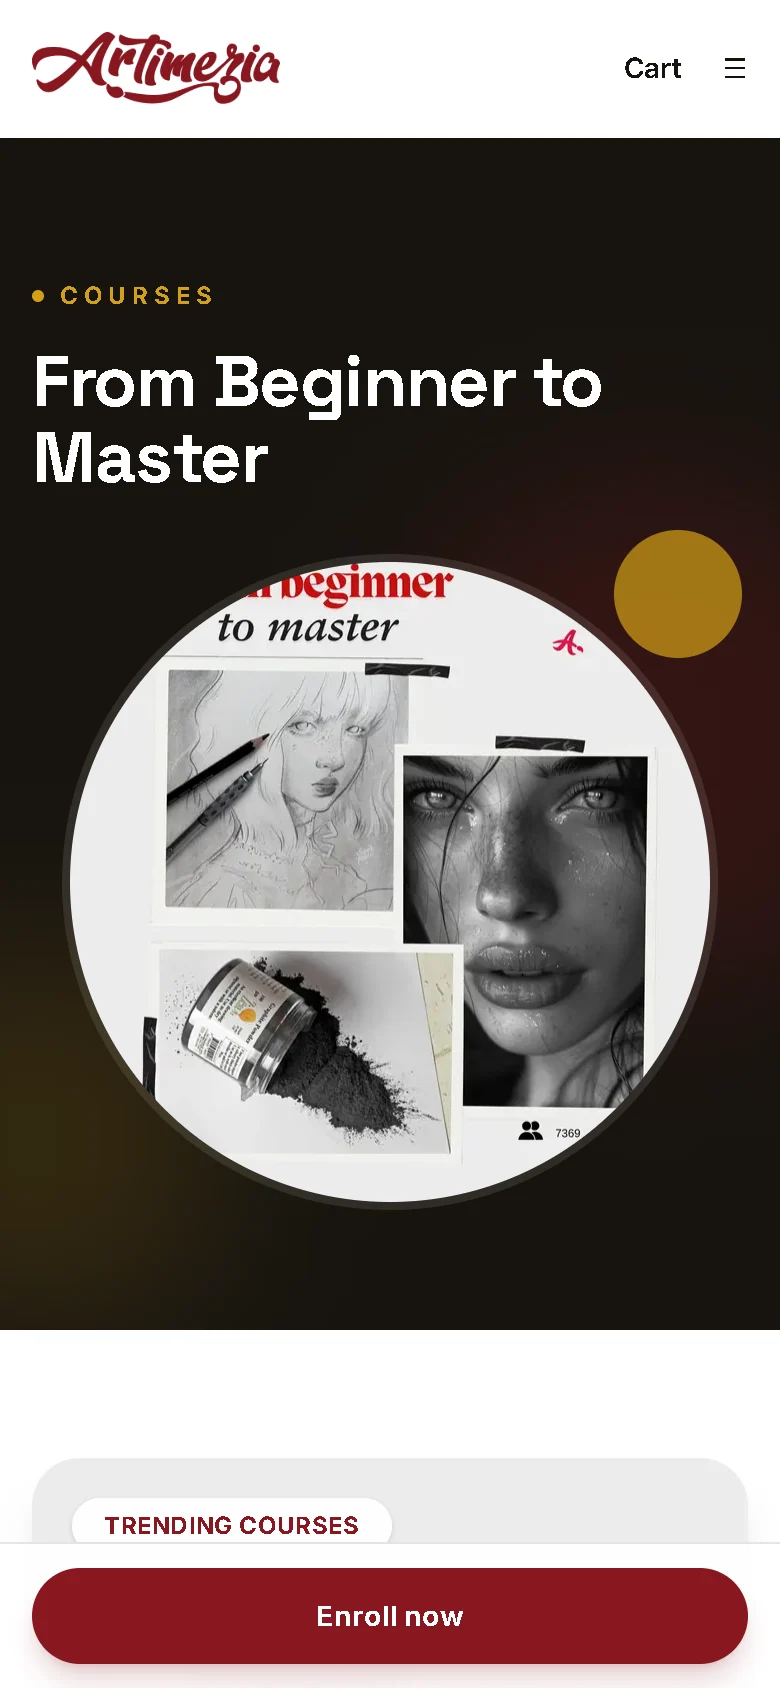 Artimezia
Cart
COURSES
From Beginner to
Master
beginner
to master
A.
7369
TRENDING COURSES
Enroll now